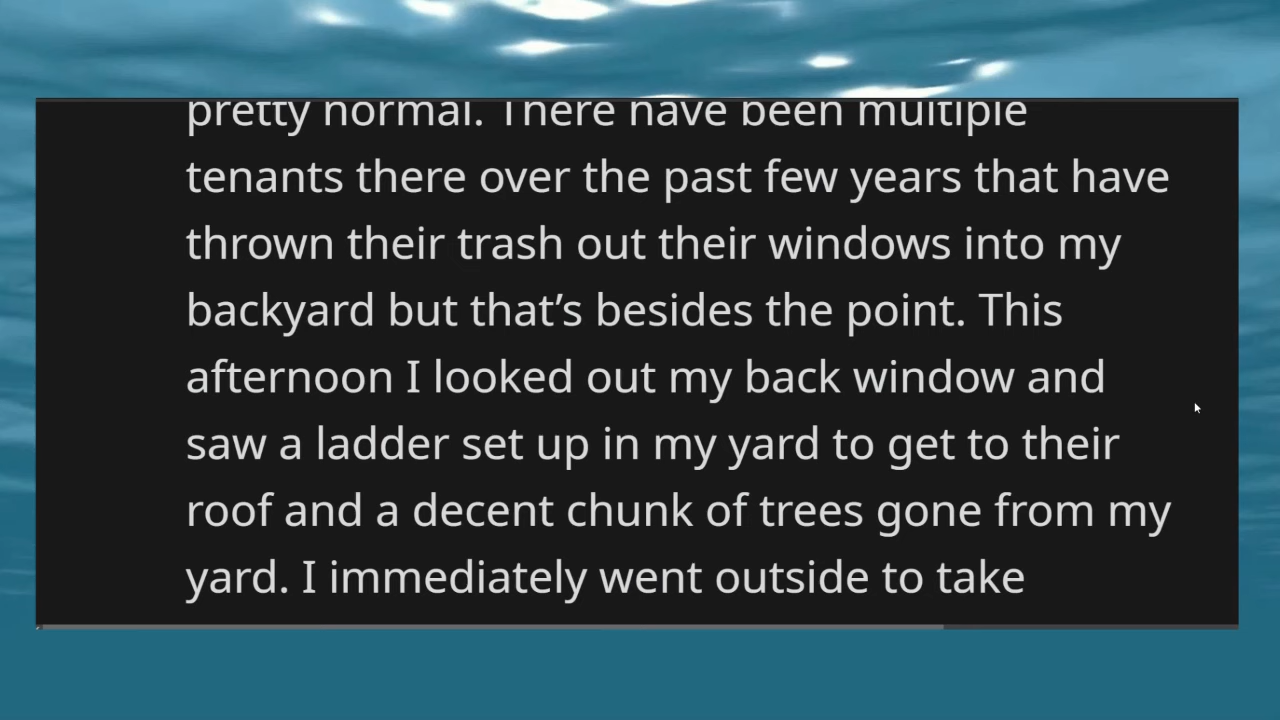 pretty normal. There have been multiple
tenants there over the past few years that have
thrown their trash out their windows into my
backyard but that’s besides the point. This
afternoon I looked out my back window and
saw a ladder set up in my yard to get to their
roof and a decent chunk of trees gone from my
yard. I immediately went outside to take